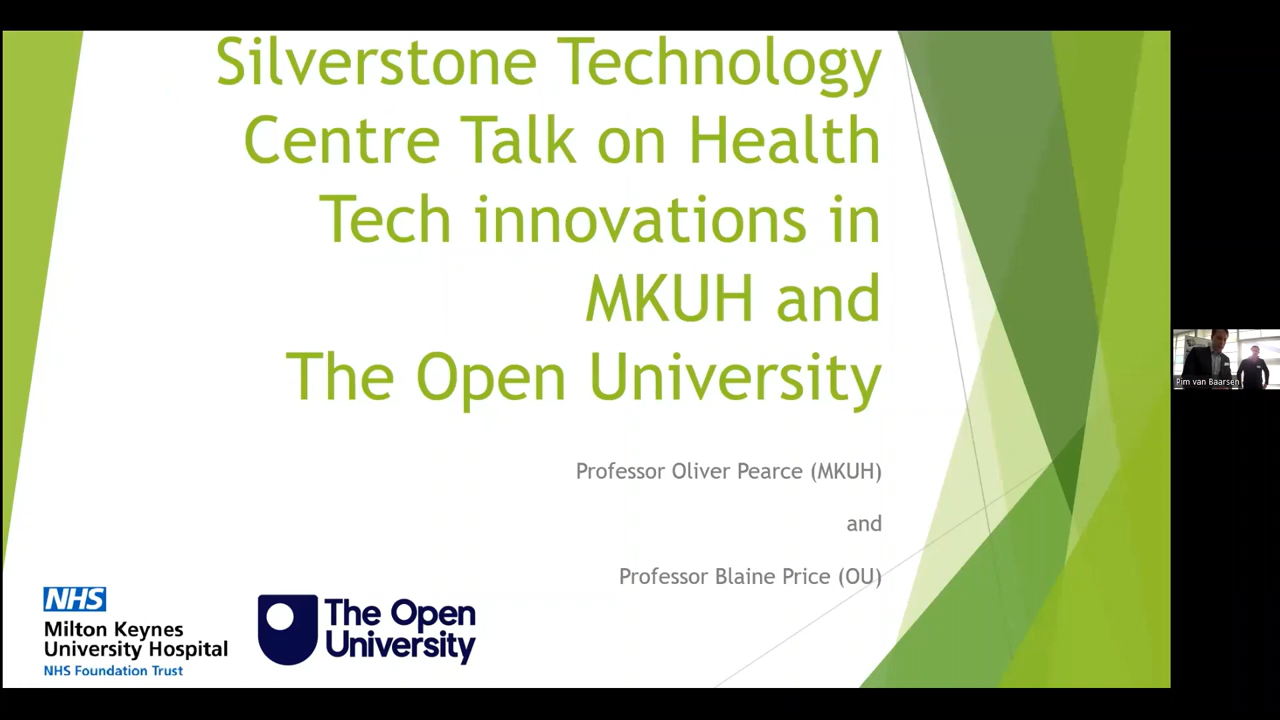 Silverstone Technology
Centre Talk on Health
Tech innovations in
MKUH and
The Open University
Professor Oliver Pearce (MKUH)
and
Professor Blaine Price (OU)
NHS
Milton Keynes
University Hospital
NHS Foundation Trust
The Open
University
Pim van Baarsen